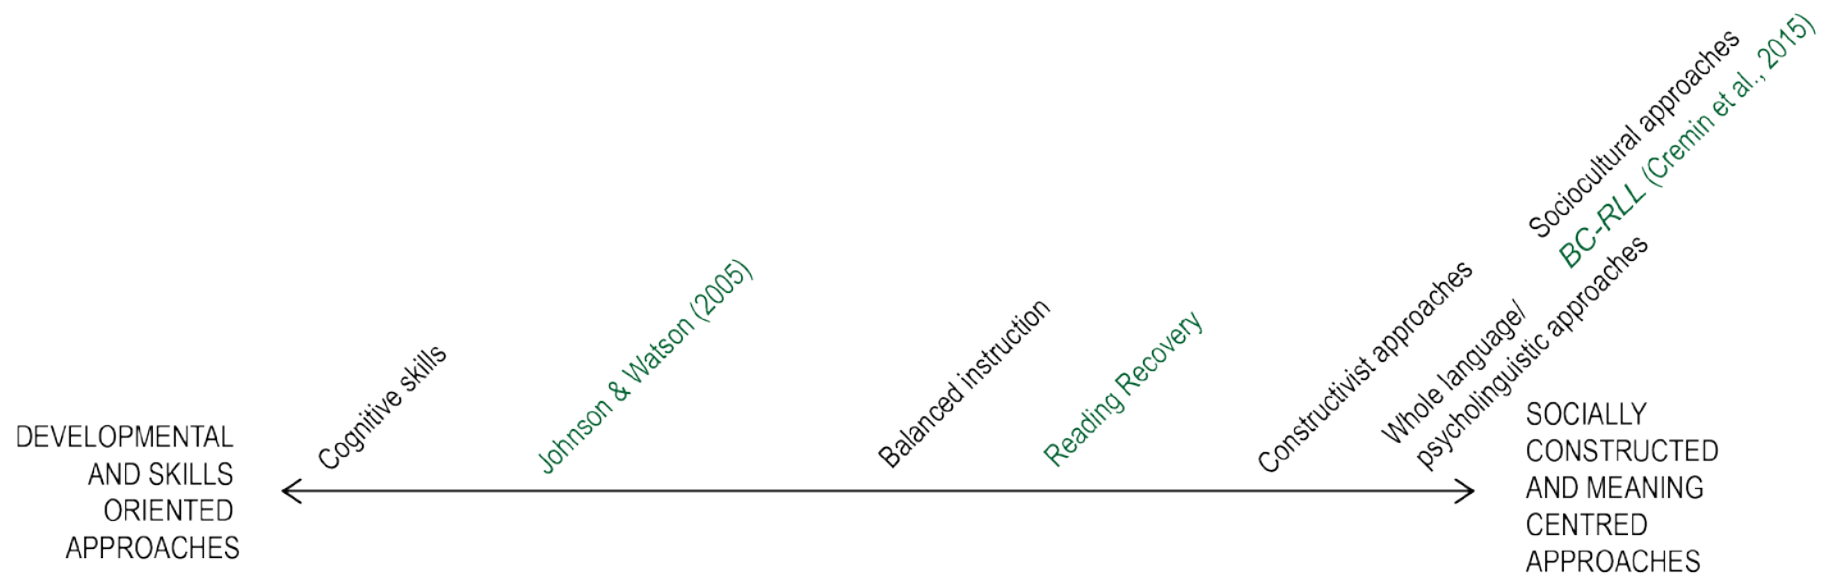 DEVELOPMENTAL
AND SKILLS
ORIENTED
APPROACHES
Cognitive skills
Johnson & Watson (2005)
Balanced instruction
Reading Recovery
Constructivist approaches
Whole language/
psycholinguistic approaches
Sociocultural approaches
BC-RLL (Cremin et al., 2015)
SOCIALLY
CONSTRUCTED
AND MEANING
CENTRED
APPROACHES